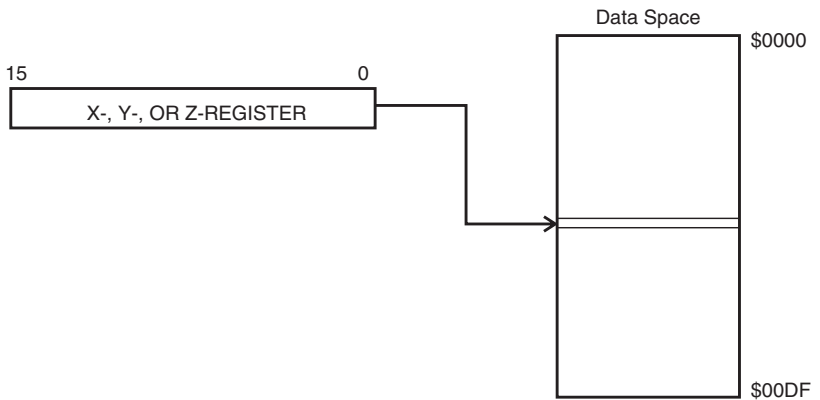 Data Space
$0000
15 0
X-, Y-, OR Z-REGISTER
$00DF